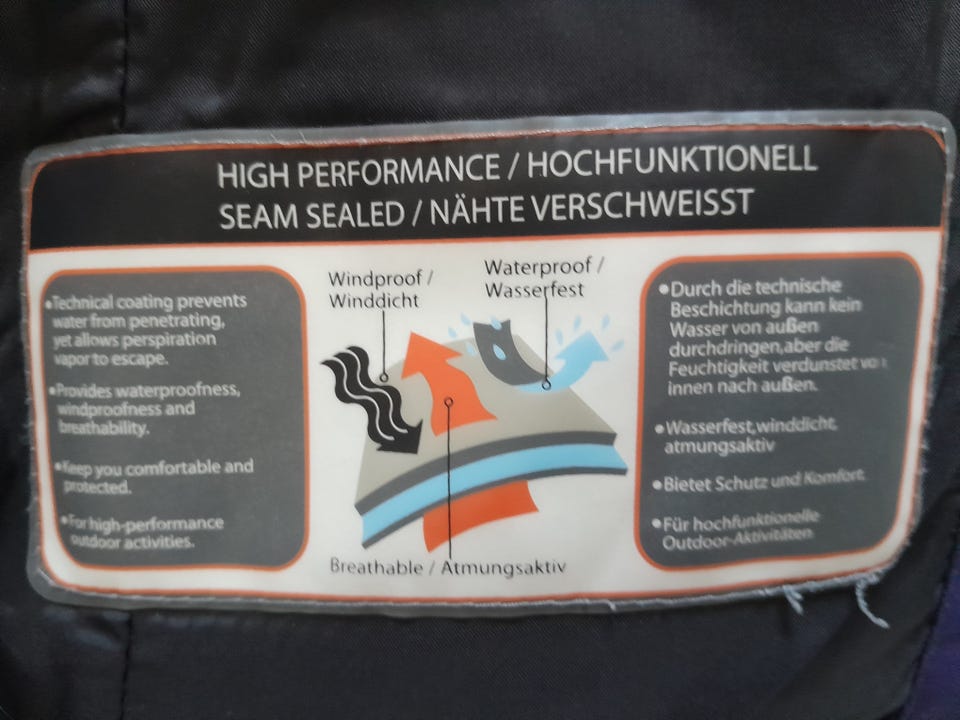 HIGH PERFORMANCE / HOCHFUNKTIONELL
SEAM SEALED / NÄHTE VERSCHWEISST
•Technical coating prevents
water from penetrating,
yet allows perspiration
vapor to escape.
•Provides waterproofness,
windproofness and
breathability.
•Keep you comfortable and
protected.
•For high-performance
outdoor activities.
Windproof /
Winddicht
Waterproof /
Wasserfest
Breathable / Atmungsaktiv
•Durch die technische
Beschichtung kann kein
Wasser von außen
durchdringen,aber die
Feuchtigkeit verdunstet von
innen nach außen.
•Wasserfest,winddicht,
atmungsaktiv
•Bietet Schutz und Komfort.
•Für hochfunktionelle
Outdoor-Aktivitäten